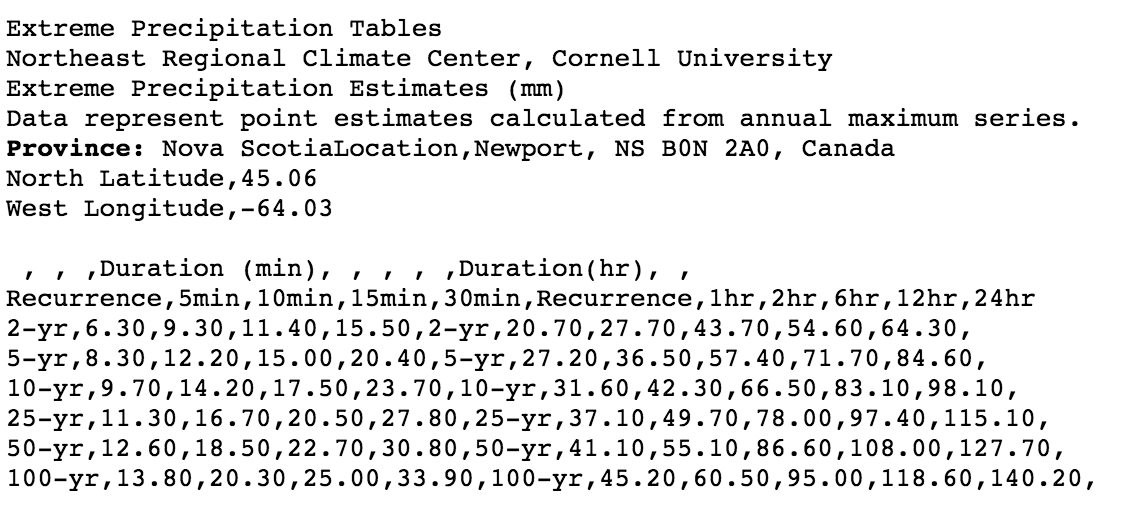 Extreme Precipitation Tables
Northeast Regional Climate Center, Cornell University
Extreme Precipitation Estimates (mm)
Data represent point estimates calculated from annual maximum series.
Province: Nova ScotiaLocation,Newport, NS B0N 2A0, Canada
North Latitude,45.06
West Longitude,-64.03
, , ,Duration (min), , , , ,Duration(hr), ,
Recurrence,5min,10min,15min,30min,Recurrence,1hr,2hr,6hr,12hr,24hr
2-yr,6.30,9.30,11.40,15.50,2-yr,20.70,27.70,43.70,54.60,64.30,
5-yr,8.30,12.20,15.00,20.40,5-yr,27.20,36.50,57.40,71.70,84.60,
10-yr,9.70,14.20,17.50,23.70,10-yr,31.60,42.30,66.50,83.10,98.10,
25-yr,11.30,16.70,20.50,27.80,25-yr,37.10,49.70,78.00,97.40,115.10,
50-yr,12.60,18.50,22.70,30.80,50-yr,41.10,55.10,86.60,108.00,127.70,
100-yr,13.80,20.30,25.00,33.90,100-yr,45.20,60.50,95.00,118.60,140.20,